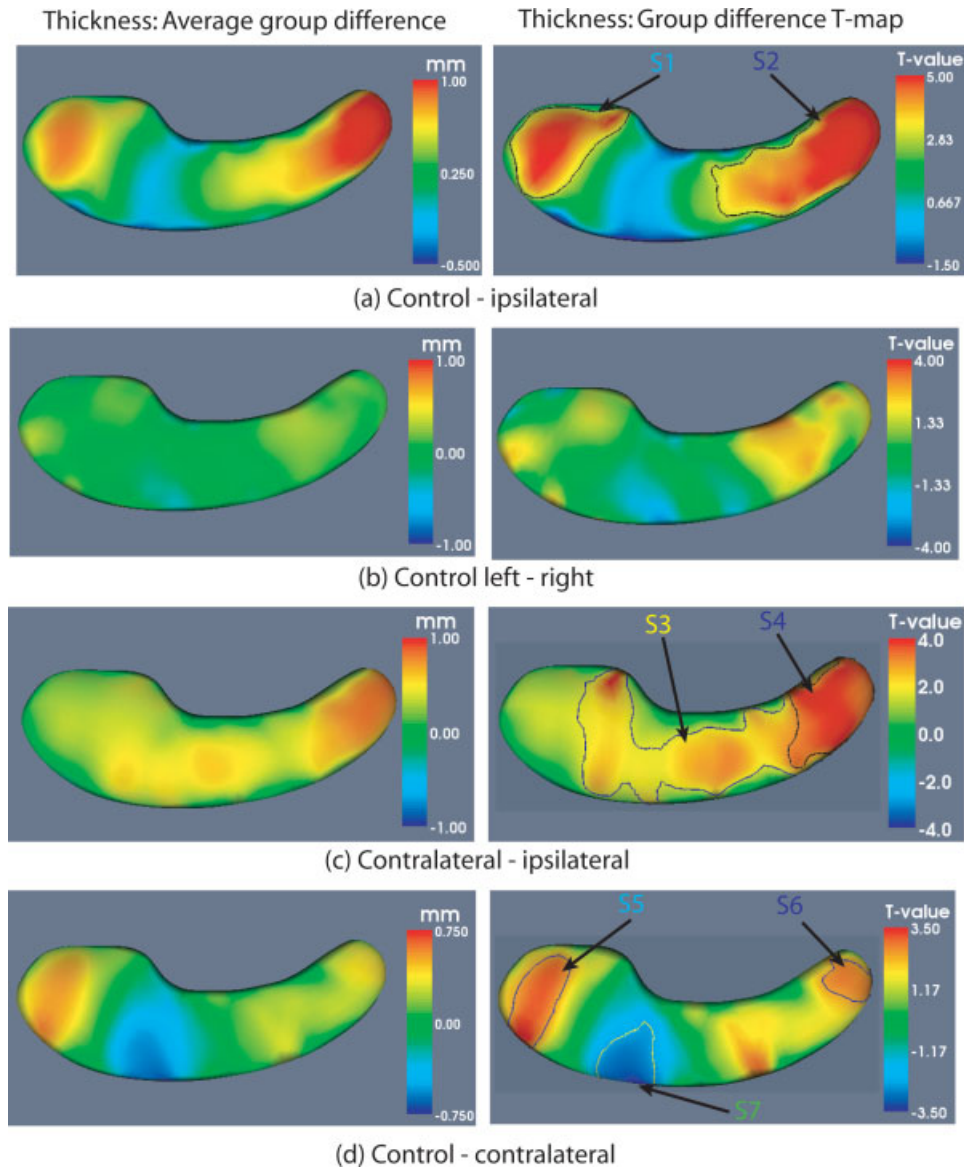 Thickness: Average group difference
Thickness: Group difference T-map
mm
1.00
0.250
-0.500
S1
S2
T-value
5.00
2.83
0.667
-1.50
(a) Control - ipsilateral
mm
1.00
0.00
-1.00
T-value
4.00
1.33
-1.33
-4.00
(b) Control left - right
mm
1.00
0.00
-1.00
S3
S4
T-value
4.0
2.0
0.0
-2.0
-4.0
(c) Contralateral - ipsilateral
mm
0.750
0.00
-0.750
S5
S6
S7
T-value
3.50
1.17
-1.17
-3.50
(d) Control - contralateral